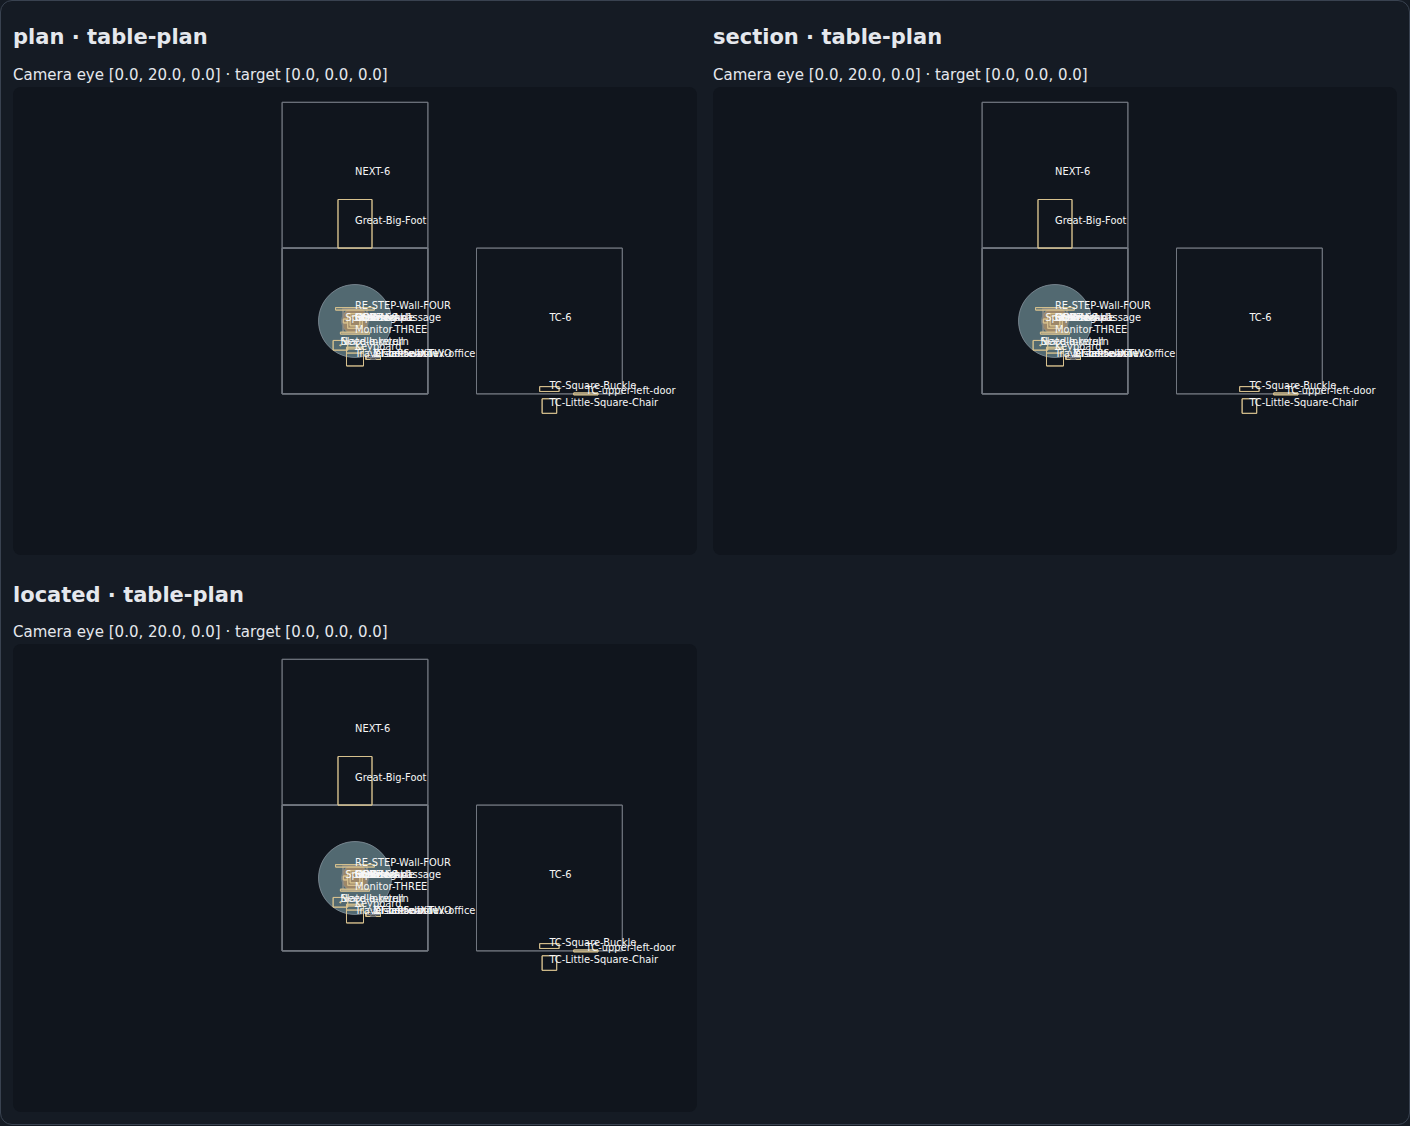 plan · table-plan
Camera eye [0.0, 20.0, 0.0] · target [0.0, 0.0, 0.0]
NEXT-6
Great-Big-Foot
RE-STEP-Wall-FOUR
TC-6
Monitor-THREE
Keyboard
TC-Square-Buckle
TC-upper-left-door
TC-Little-Square-Chair
section · table-plan
Camera eye [0.0, 20.0, 0.0] · target [0.0, 0.0, 0.0]
NEXT-6
Great-Big-Foot
RE-STEP-Wall-FOUR
TC-6
Monitor-THREE
Keyboard
TC-Square-Buckle
TC-upper-left-door
TC-Little-Square-Chair
located · table-plan
Camera eye [0.0, 20.0, 0.0] · target [0.0, 0.0, 0.0]
NEXT-6
Great-Big-Foot
RE-STEP-Wall-FOUR
TC-6
Monitor-THREE
Keyboard
TC-Square-Buckle
TC-upper-left-door
TC-Little-Square-Chair